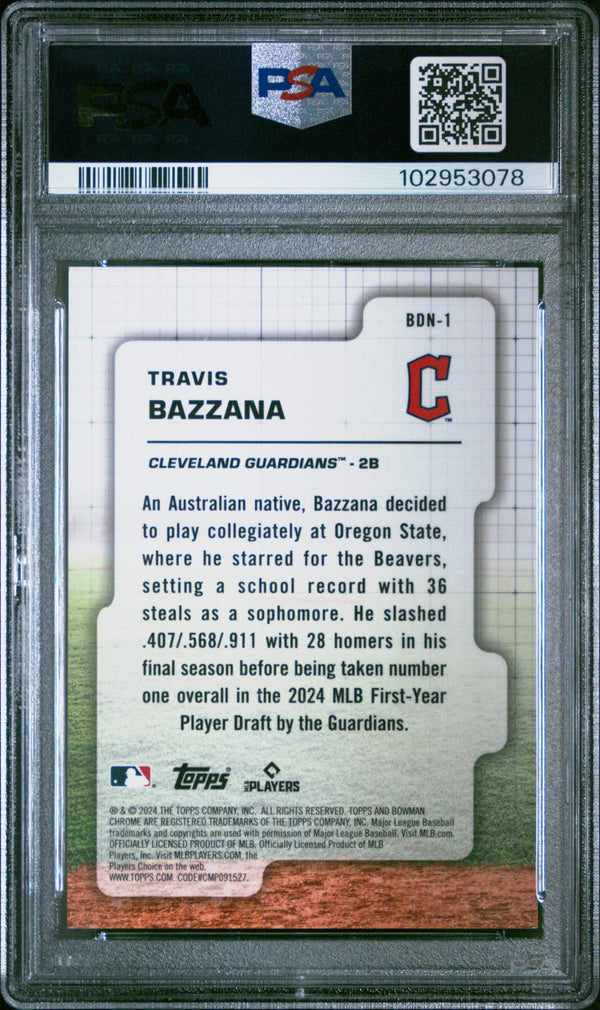 PSA
PSA
102953078
BDN-1
TRAVIS
C
BAZZANA
TM
CLEVELAND GUARDIANS™ - 2B
An Australian native, Bazzana decided
to play collegiately at Oregon State,
where he starred for the Beavers,
setting a school record with 36
steals as a sophomore. He slashed
.407/.568/.911 with 28 homers in his
final season before being taken number
one overall in the 2024 MLB First-Year
Player Draft by the Guardians.
Topps
MLB PLAYERS
® & © 2024 THE TOPPS COMPANY, INC. ALL RIGHTS RESERVED. TOPPS AND BOWMAN
CHROME ARE REGISTERED TRADEMARKS OF THE TOPPS COMPANY, INC. Major League Baseball
trademarks and copyrights are used with permission of Major League Baseball. Visit MLB.com.
OFFICIALLY LICENSED PRODUCT OF MLB. Officially Licensed Product of MLB
Players, Inc. Visit MLBPLAYERS.COM, the
Players Choice on the web.
WWW.TOPPS.COM. CODE#CMP091527.